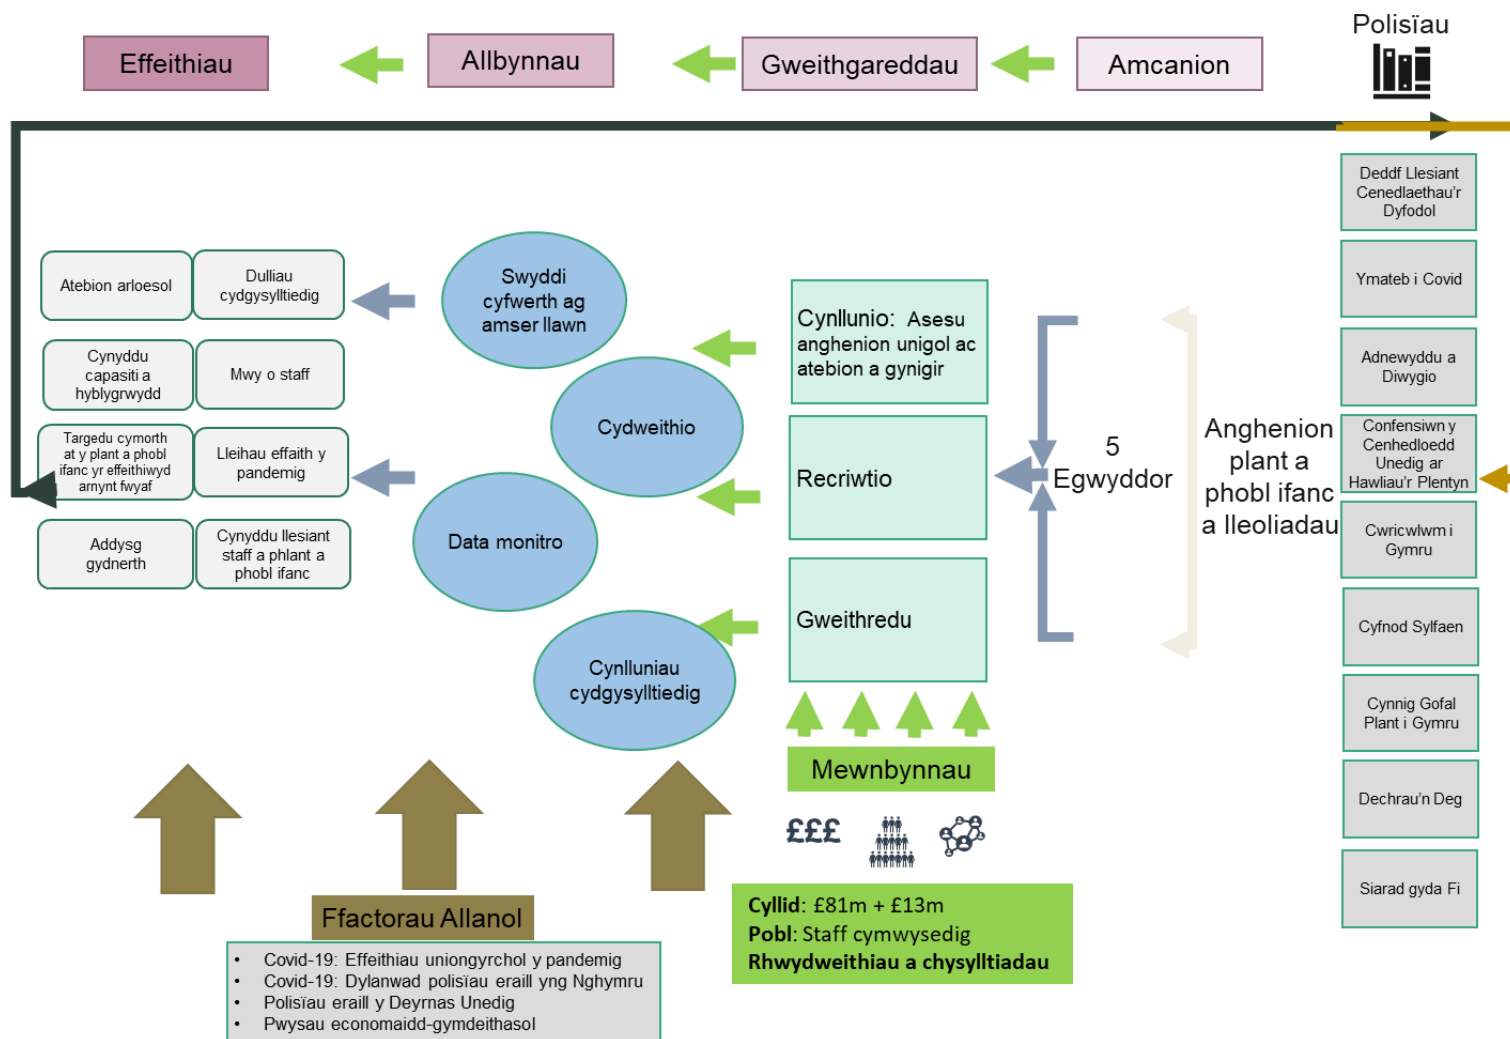 Polisïau
Effeithiau
Allbynnau
Gweithgareddau
Amcanion
Deddf Llesiant
Cenedlaethau'r
Dyfodol
Ymateb i Covid
Adnewyddu a
Diwygio
Confensiwn y
Cenhedloedd
Unedig ar
Hawliau'r Plentyn
Cwricwlwm i
Gymru
Cyfnod Sylfaen
Cynnig Gofal
Plant i Gymru
Dechrau'n Deg
Siarad gyda Fi
Anghenion
plant a
phobl ifanc
a lleoliadau
5
Egwyddor
Cynllunio: Asesu
anghenion unigol ac
atebion a gynigir
Recriwtio
Gweithredu
Swyddi
cyfwerth ag
amser llawn
Cydweithio
Data monitro
Cynlluniau
cydgysylltiedig
Atebion arloesol
Dulliau
cydgysylltiedig
Cynyddu
capasiti a
hyblygrwydd
Mwy o staff
Targedu cymorth
at y plant a phobl
ifanc yr effeithiwyd
arnynt fwyaf
Lleihau effaith y
pandemig
Addysg
gydnerth
Cynyddu llesiant
staff a phlant a
phobl ifanc
Mewnbynnau
£££
Cyllid: £81m + £13m
Pobl: Staff cymwysedig
Rhwydweithiau a chysylltiadau
Ffactorau Allanol
• Covid-19: Effeithiau uniongyrchol y pandemig
• Covid-19: Dylanwad polisïau eraill yng Nghymru
• Polisïau eraill y Deyrnas Unedig
• Pwysau economaidd-gymdeithasol